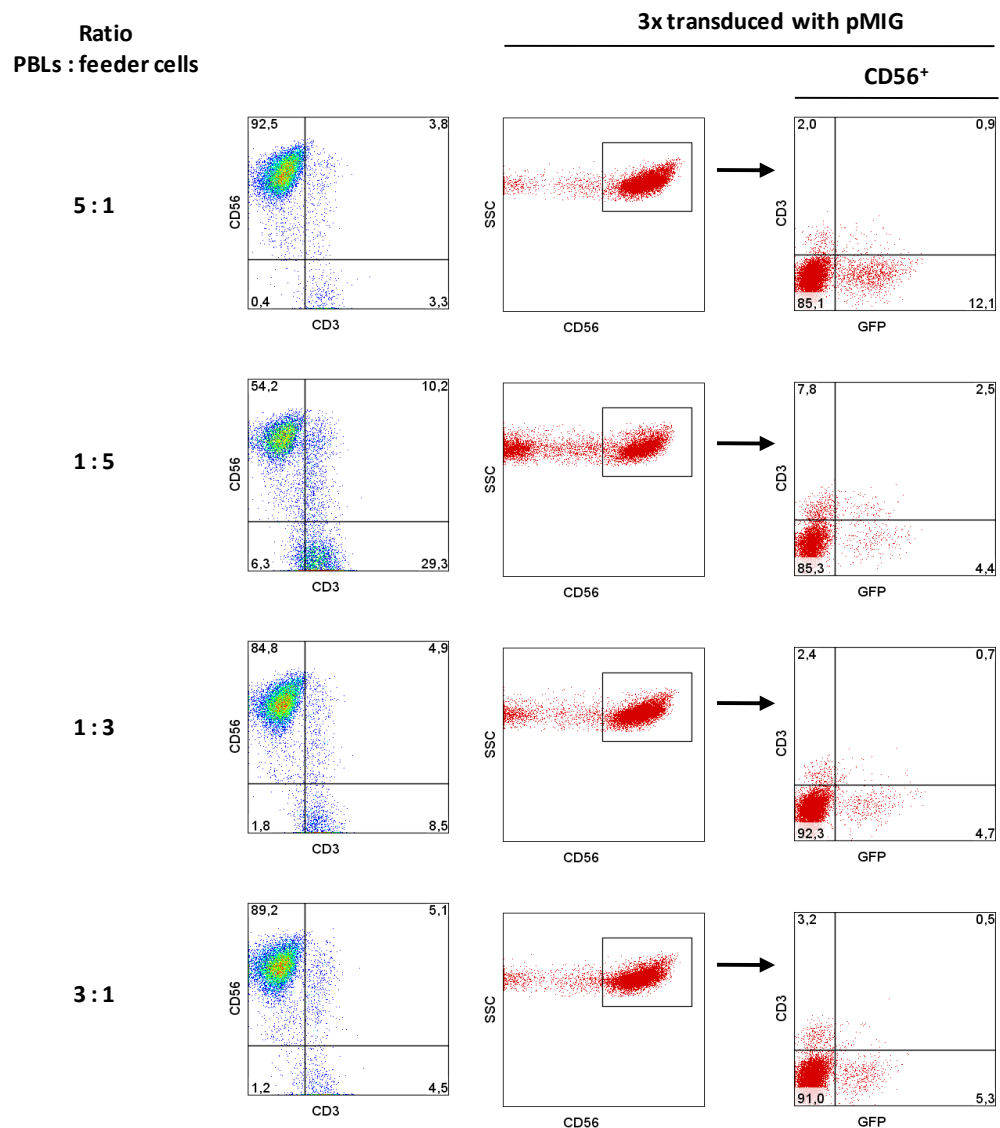 Ratio
PBLs : feeder cells
3x transduced with pMIG
CD56+
5 : 1
92,5 3,8
CD56
0,4 3,3
CD3
SSC
CD56
2,0 0,9
CD3
85,1 12,1
GFP
1 : 5
54,2 10,2
CD56
6,3 29,3
CD3
SSC
CD56
7,8 2,5
CD3
85,3 4,4
GFP
1 : 3
84,8 4,9
CD56
1,8 8,5
CD3
SSC
CD56
2,4 0,7
CD3
92,3 4,7
GFP
3 : 1
89,2 5,1
CD56
1,2 4,5
CD3
SSC
CD56
3,2 0,5
CD3
91,0 5,3
GFP